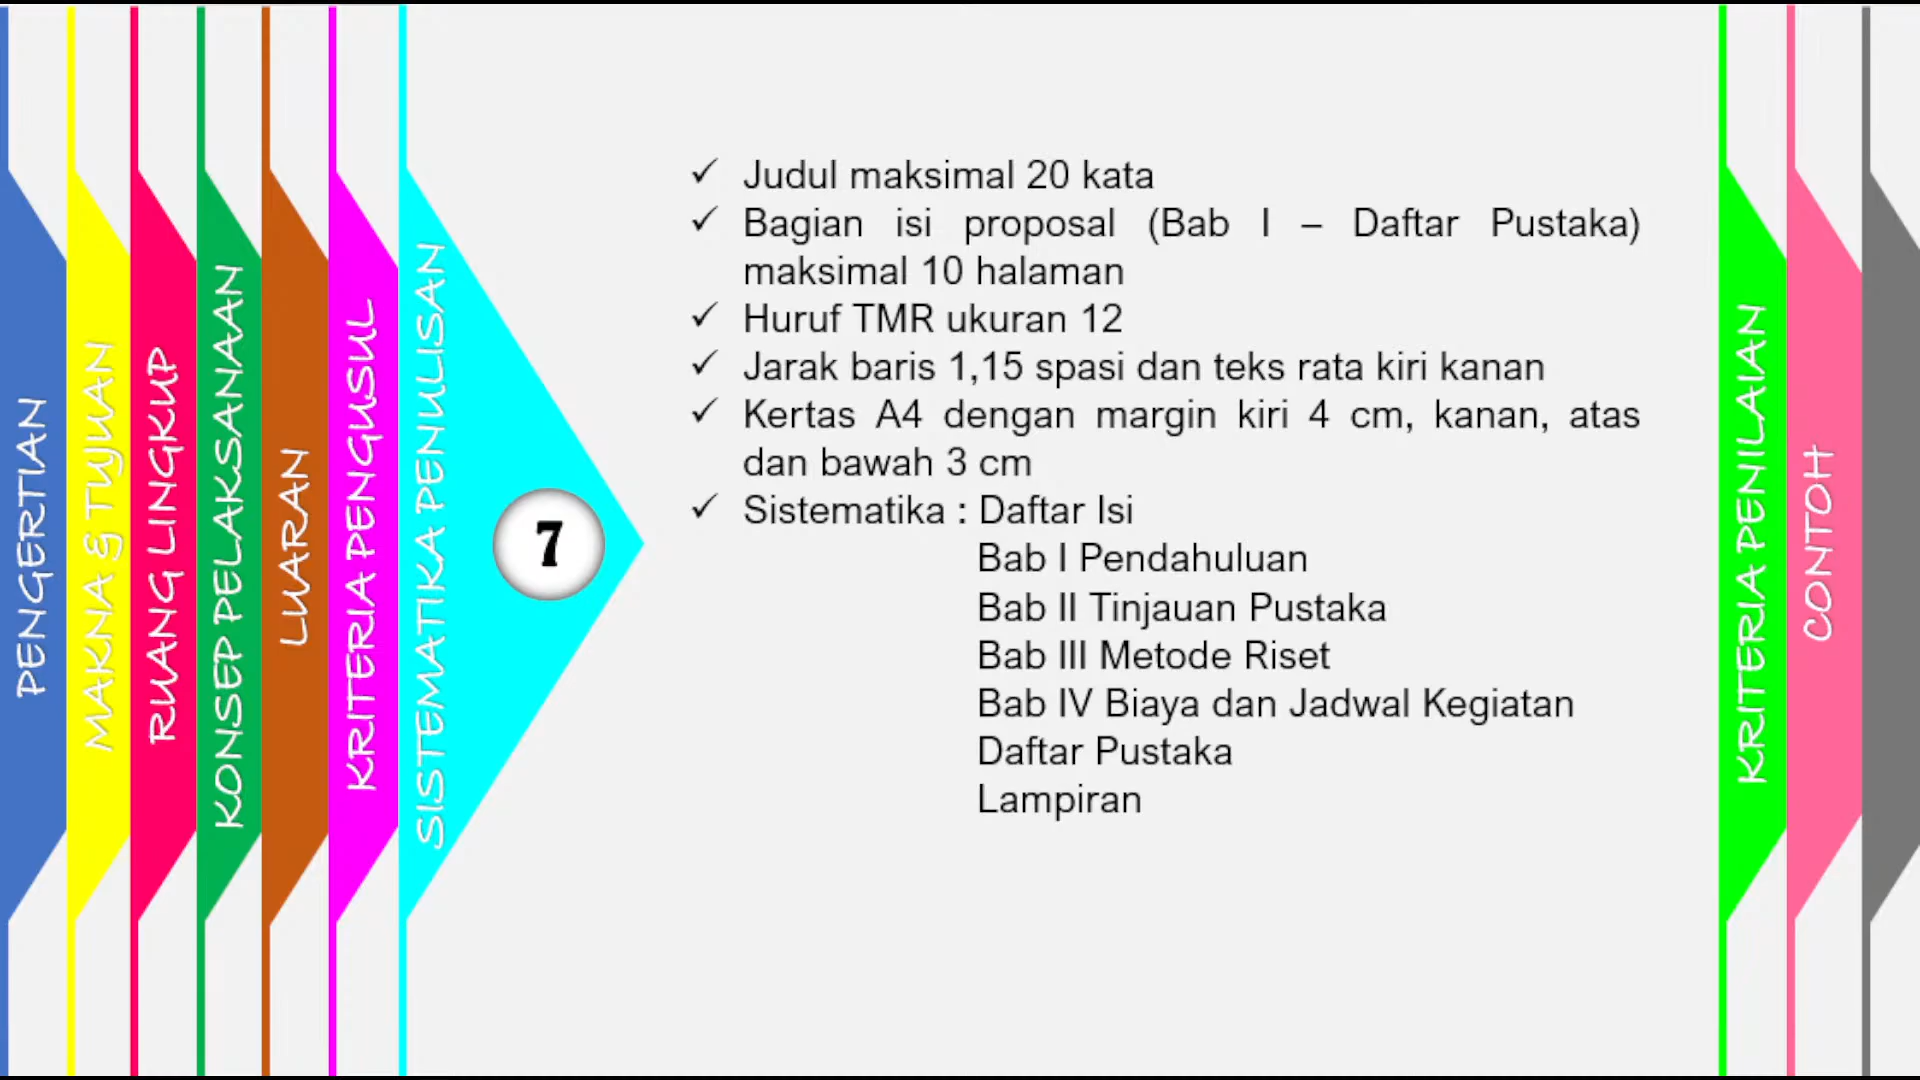 PENGERTIAN
MAKNA & TUJUAN
RUANG LINGKUP
KONSEP PELAKSANAAN
LUARAN
KRITERIA PENGUSUL
SISTEMATIKA PENULISAN
7
✓ Judul maksimal 20 kata
✓ Bagian isi proposal (Bab I – Daftar Pustaka)
maksimal 10 halaman
✓ Huruf TMR ukuran 12
✓ Jarak baris 1,15 spasi dan teks rata kiri kanan
✓ Kertas A4 dengan margin kiri 4 cm, kanan, atas
dan bawah 3 cm
✓ Sistematika : Daftar Isi
Bab I Pendahuluan
Bab II Tinjauan Pustaka
Bab III Metode Riset
Bab IV Biaya dan Jadwal Kegiatan
Daftar Pustaka
Lampiran
KRITERIA PENILAIAN
CONTOH